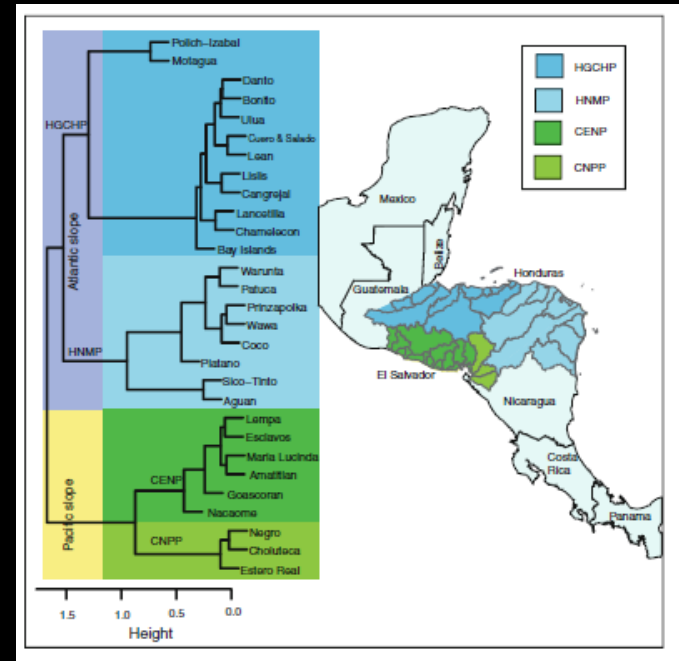 Polich-Izabal
Motagua
Danto
Bonito
Ulua
HGCHP
Cuero & Salado
Lean
Lislis
Cangrejal
Lancetilla
Chamelecon
Bay Islands
Atlantic slope
Warunta
Patuca
Prinzapolka
Wawa
Coco
HNMP
Platano
Sico-Tinto
Aguan
Lempa
Esclavos
Maria Lucinda
Amatitlan
CENP
Goascoran
Nacaome
Pacific slope
Negro
CNPP
Choluteca
Estero Real
1.5 1.0 0.5 0.0
Height
HGCHP
HNMP
CENP
CNPP
Mexico
Belize
Guatemala
Honduras
El Salvador
Nicaragua
Costa
Rica
Panama